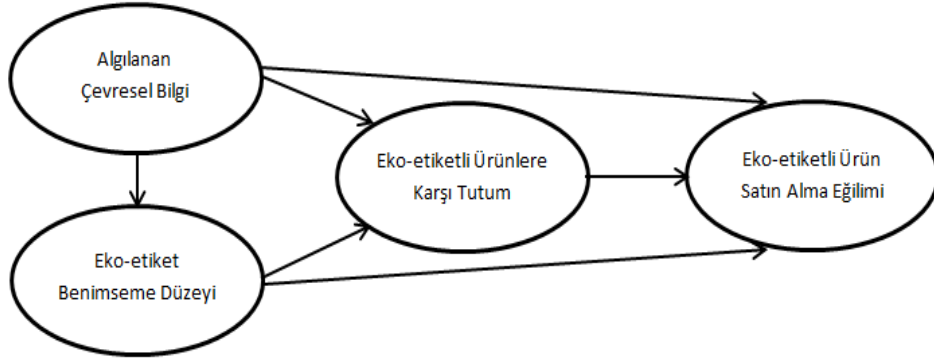 Algılanan
Çevresel Bilgi
Eko-etiketli Ürünlere
Karşı Tutum
Eko-etiketli Ürün
Satın Alma Eğilimi
Eko-etiket
Benimseme Düzeyi